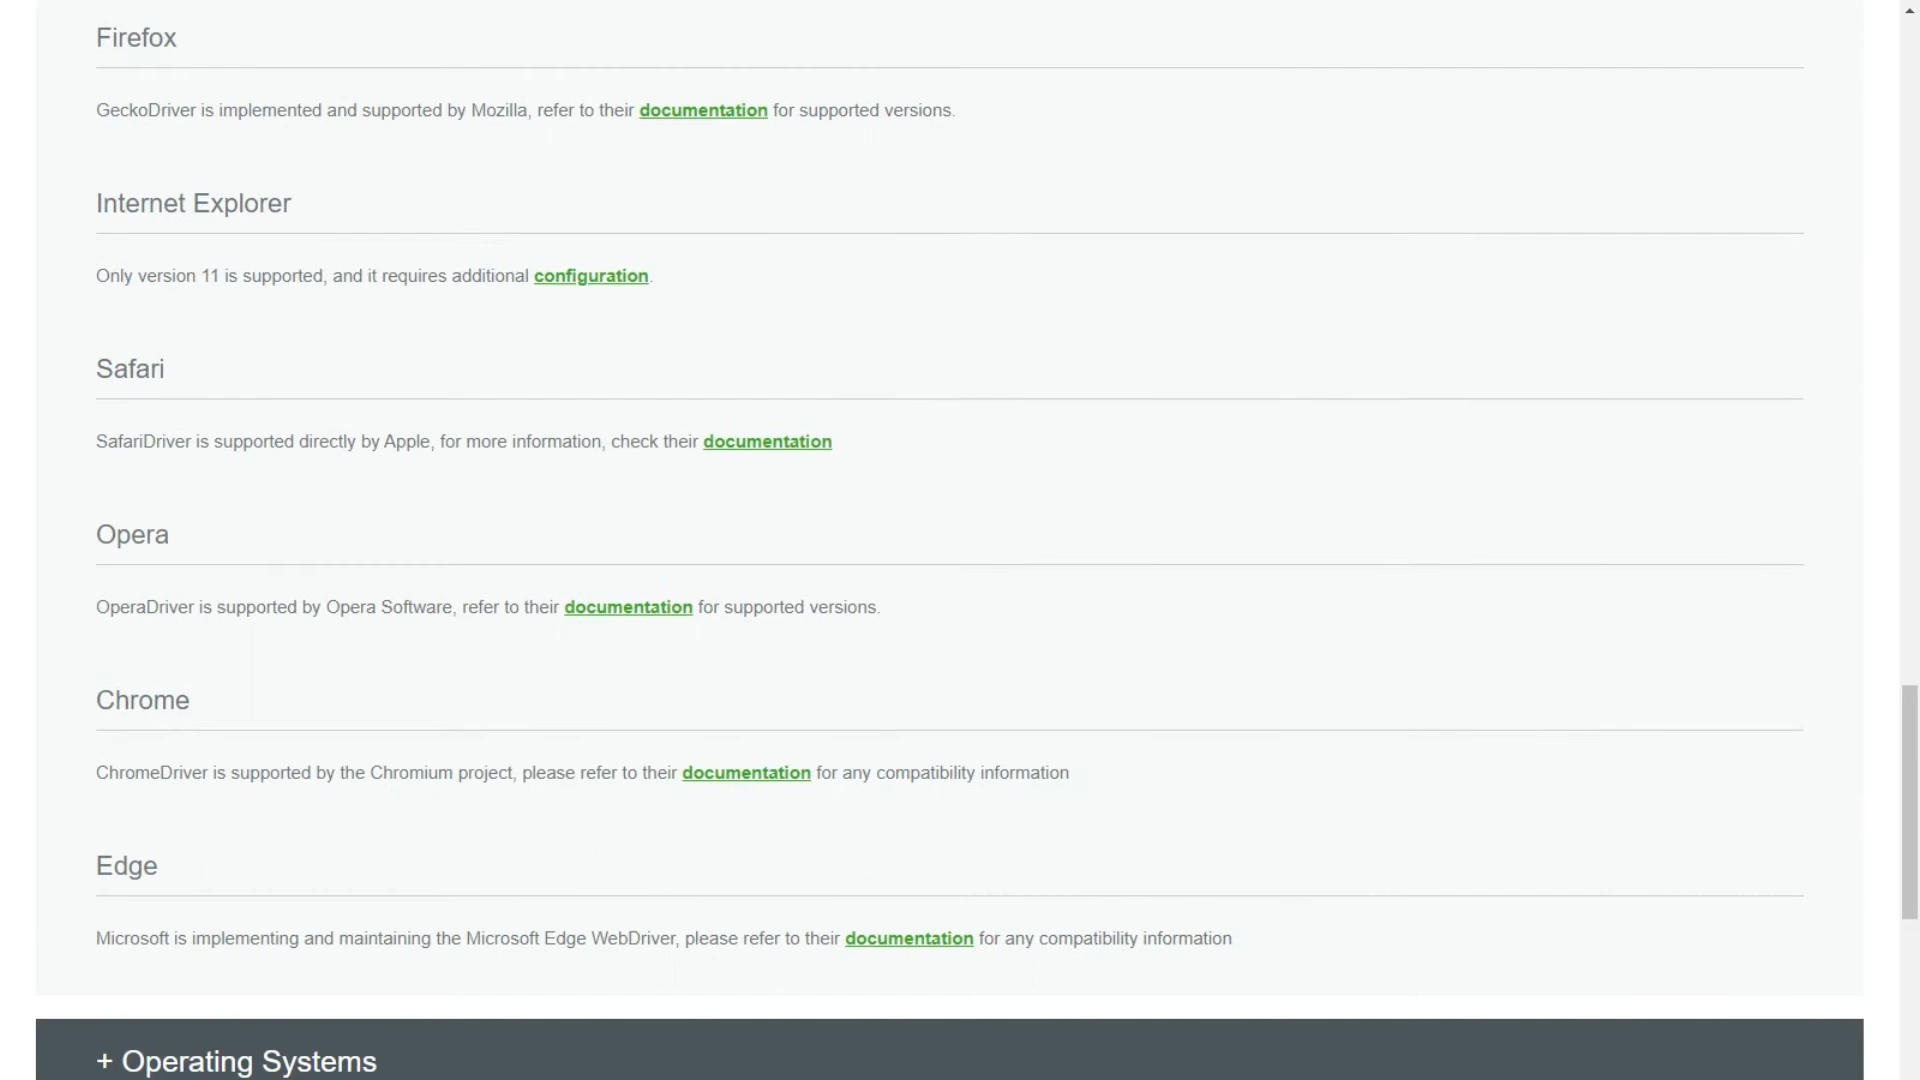 Firefox
GeckoDriver is implemented and supported by Mozilla, refer to their documentation for supported versions.
Internet Explorer
Only version 11 is supported, and it requires additional configuration.
Safari
SafariDriver is supported directly by Apple, for more information, check their documentation
Opera
OperaDriver is supported by Opera Software, refer to their documentation for supported versions.
Chrome
ChromeDriver is supported by the Chromium project, please refer to their documentation for any compatibility information
Edge
Microsoft is implementing and maintaining the Microsoft Edge WebDriver, please refer to their documentation for any compatibility information
+ Operating Systems